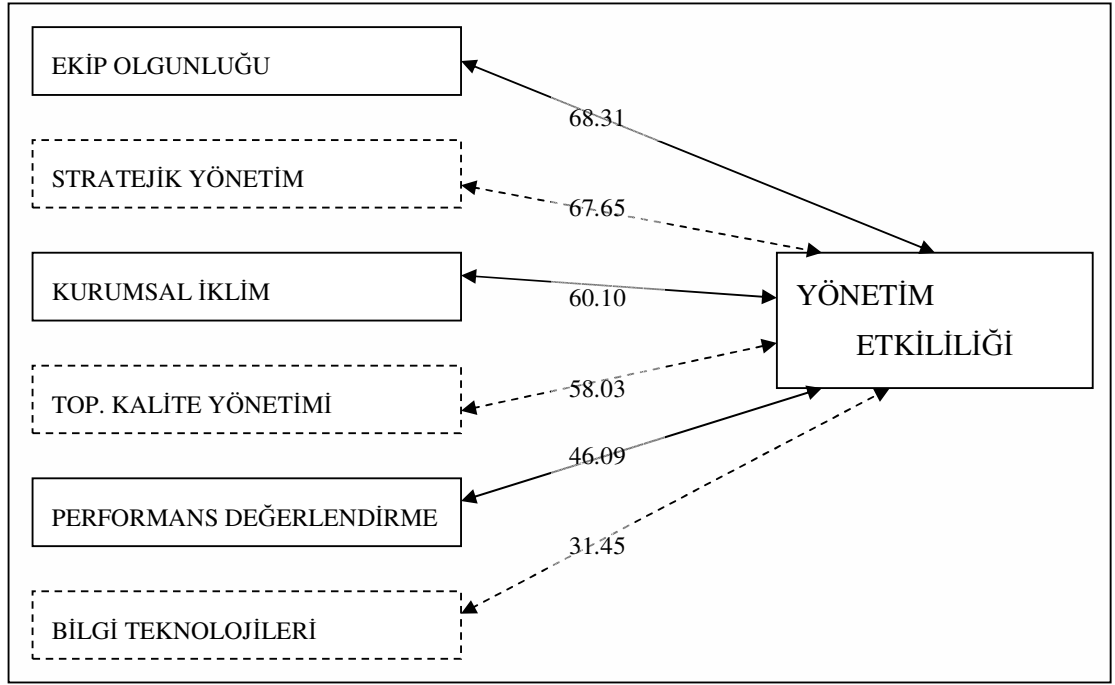 EKİP OLGUNLUĞU
68.31
STRATEJİK YÖNETİM
67.65
KURUMSAL İKLİM
60.10
YÖNETİM
ETKİLİLİĞİ
TOP. KALİTE YÖNETİMİ
58.03
PERFORMANS DEĞERLENDİRME
46.09
BİLGİ TEKNOLOJİLERİ
31.45